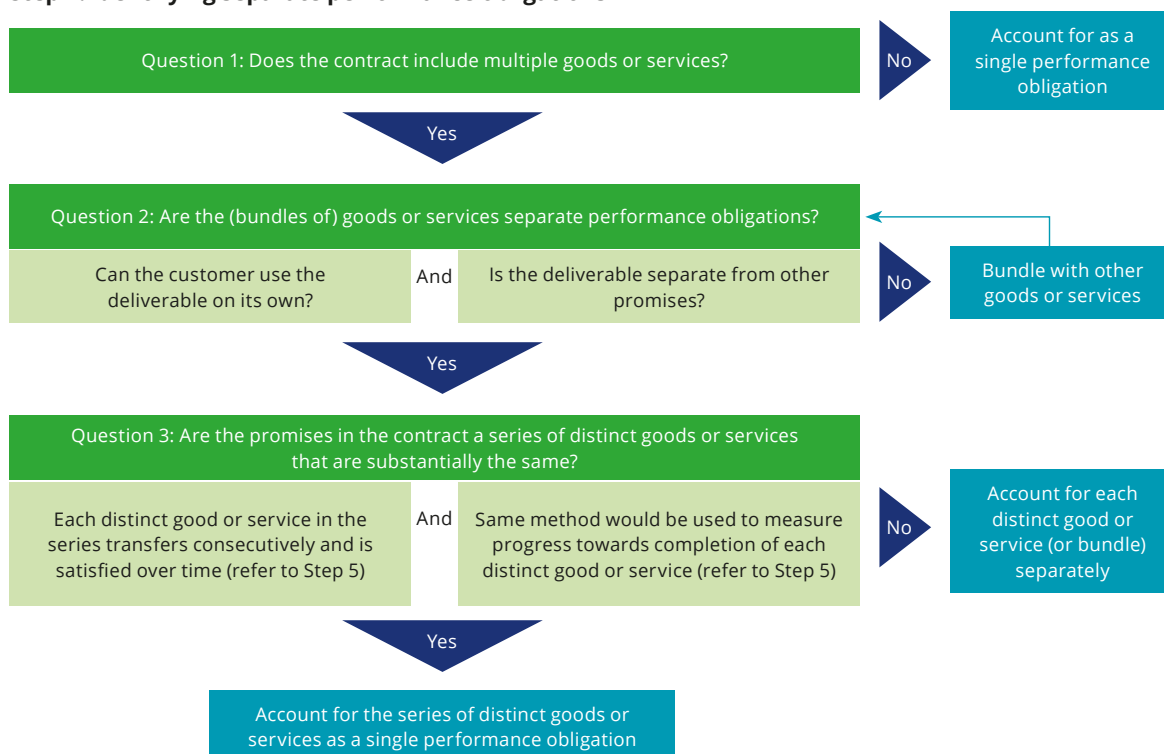 Question 1: Does the contract include multiple goods or services?
No
Account for as a
single performance
obligation
Yes
Question 2: Are the (bundles of) goods or services separate performance obligations?
Can the customer use the
deliverable on its own?
And
Is the deliverable separate from other
promises?
No
Bundle with other
goods or services
Yes
Question 3: Are the promises in the contract a series of distinct goods or services
that are substantially the same?
Each distinct good or service in the
series transfers consecutively and is
satisfied over time (refer to Step 5)
And
Same method would be used to measure
progress towards completion of each
distinct good or service (refer to Step 5)
No
Account for each
distinct good or
service (or bundle)
separately
Yes
Account for the series of distinct goods or
services as a single performance obligation